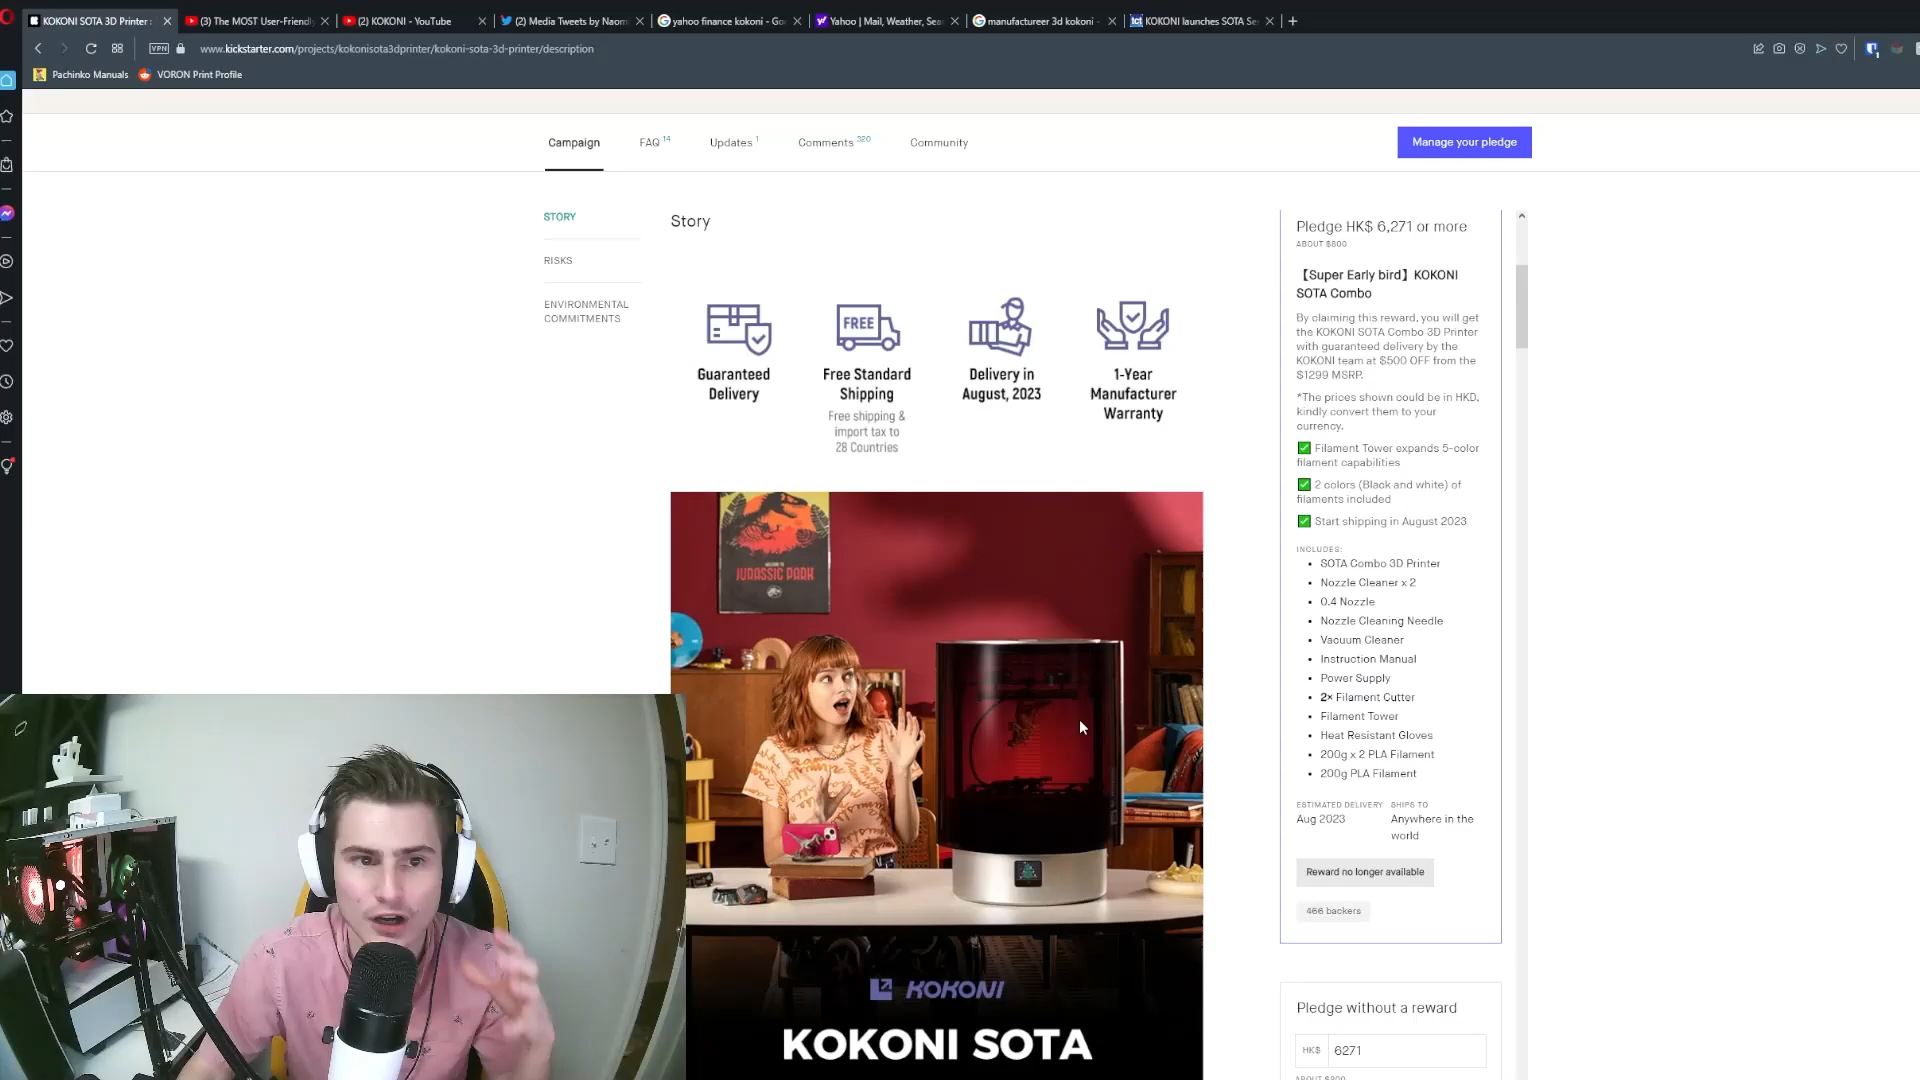 KOKONI SOTA 3D Printer :
(3) The MOST User-Friendly
(2) KOKONI - YouTube
(2) Media Tweets by Naom
yahoo finance kokoni - Go
Yahoo | Mail, Weather, Sea
manufactureer 3d kokoni -
KOKONI launches SOTA Se
VPN
www.kickstarter.com/projects/kokonisota3dprinter/kokoni-sota-3d-printer/description
Pachinko Manuals
VORON Print Profile
Campaign
FAQ 14
Updates 1
Comments 320
Community
Manage your pledge
STORY
RISKS
ENVIRONMENTAL
COMMITMENTS
Story
Guaranteed
Delivery
FREE
Free Standard
Shipping
Free shipping &
import tax to
28 Countries
Delivery in
August, 2023
1-Year
Manufacturer
Warranty
JURASSIC PARK
KOKONI
KOKONI SOTA
Pledge HK$ 6,271 or more
ABOUT $800
【Super Early bird】KOKONI
SOTA Combo
By claiming this reward, you will get
the KOKONI SOTA Combo 3D Printer
with guaranteed delivery by the
KOKONI team at $500 OFF from the
$1299 MSRP.
*The prices shown could be in HKD,
kindly convert them to your
currency.
✅ Filament Tower expands 5-color
filament capabilities
✅ 2 colors (Black and white) of
filaments included
✅ Start shipping in August 2023
INCLUDES:
• SOTA Combo 3D Printer
• Nozzle Cleaner x 2
• 0.4 Nozzle
• Nozzle Cleaning Needle
• Vacuum Cleaner
• Instruction Manual
• Power Supply
• 2× Filament Cutter
• Filament Tower
• Heat Resistant Gloves
• 200g x 2 PLA Filament
• 200g PLA Filament
ESTIMATED DELIVERY
Aug 2023
SHIPS TO
Anywhere in the
world
Reward no longer available
466 backers
Pledge without a reward
HK$ 6271
ABOUT $800